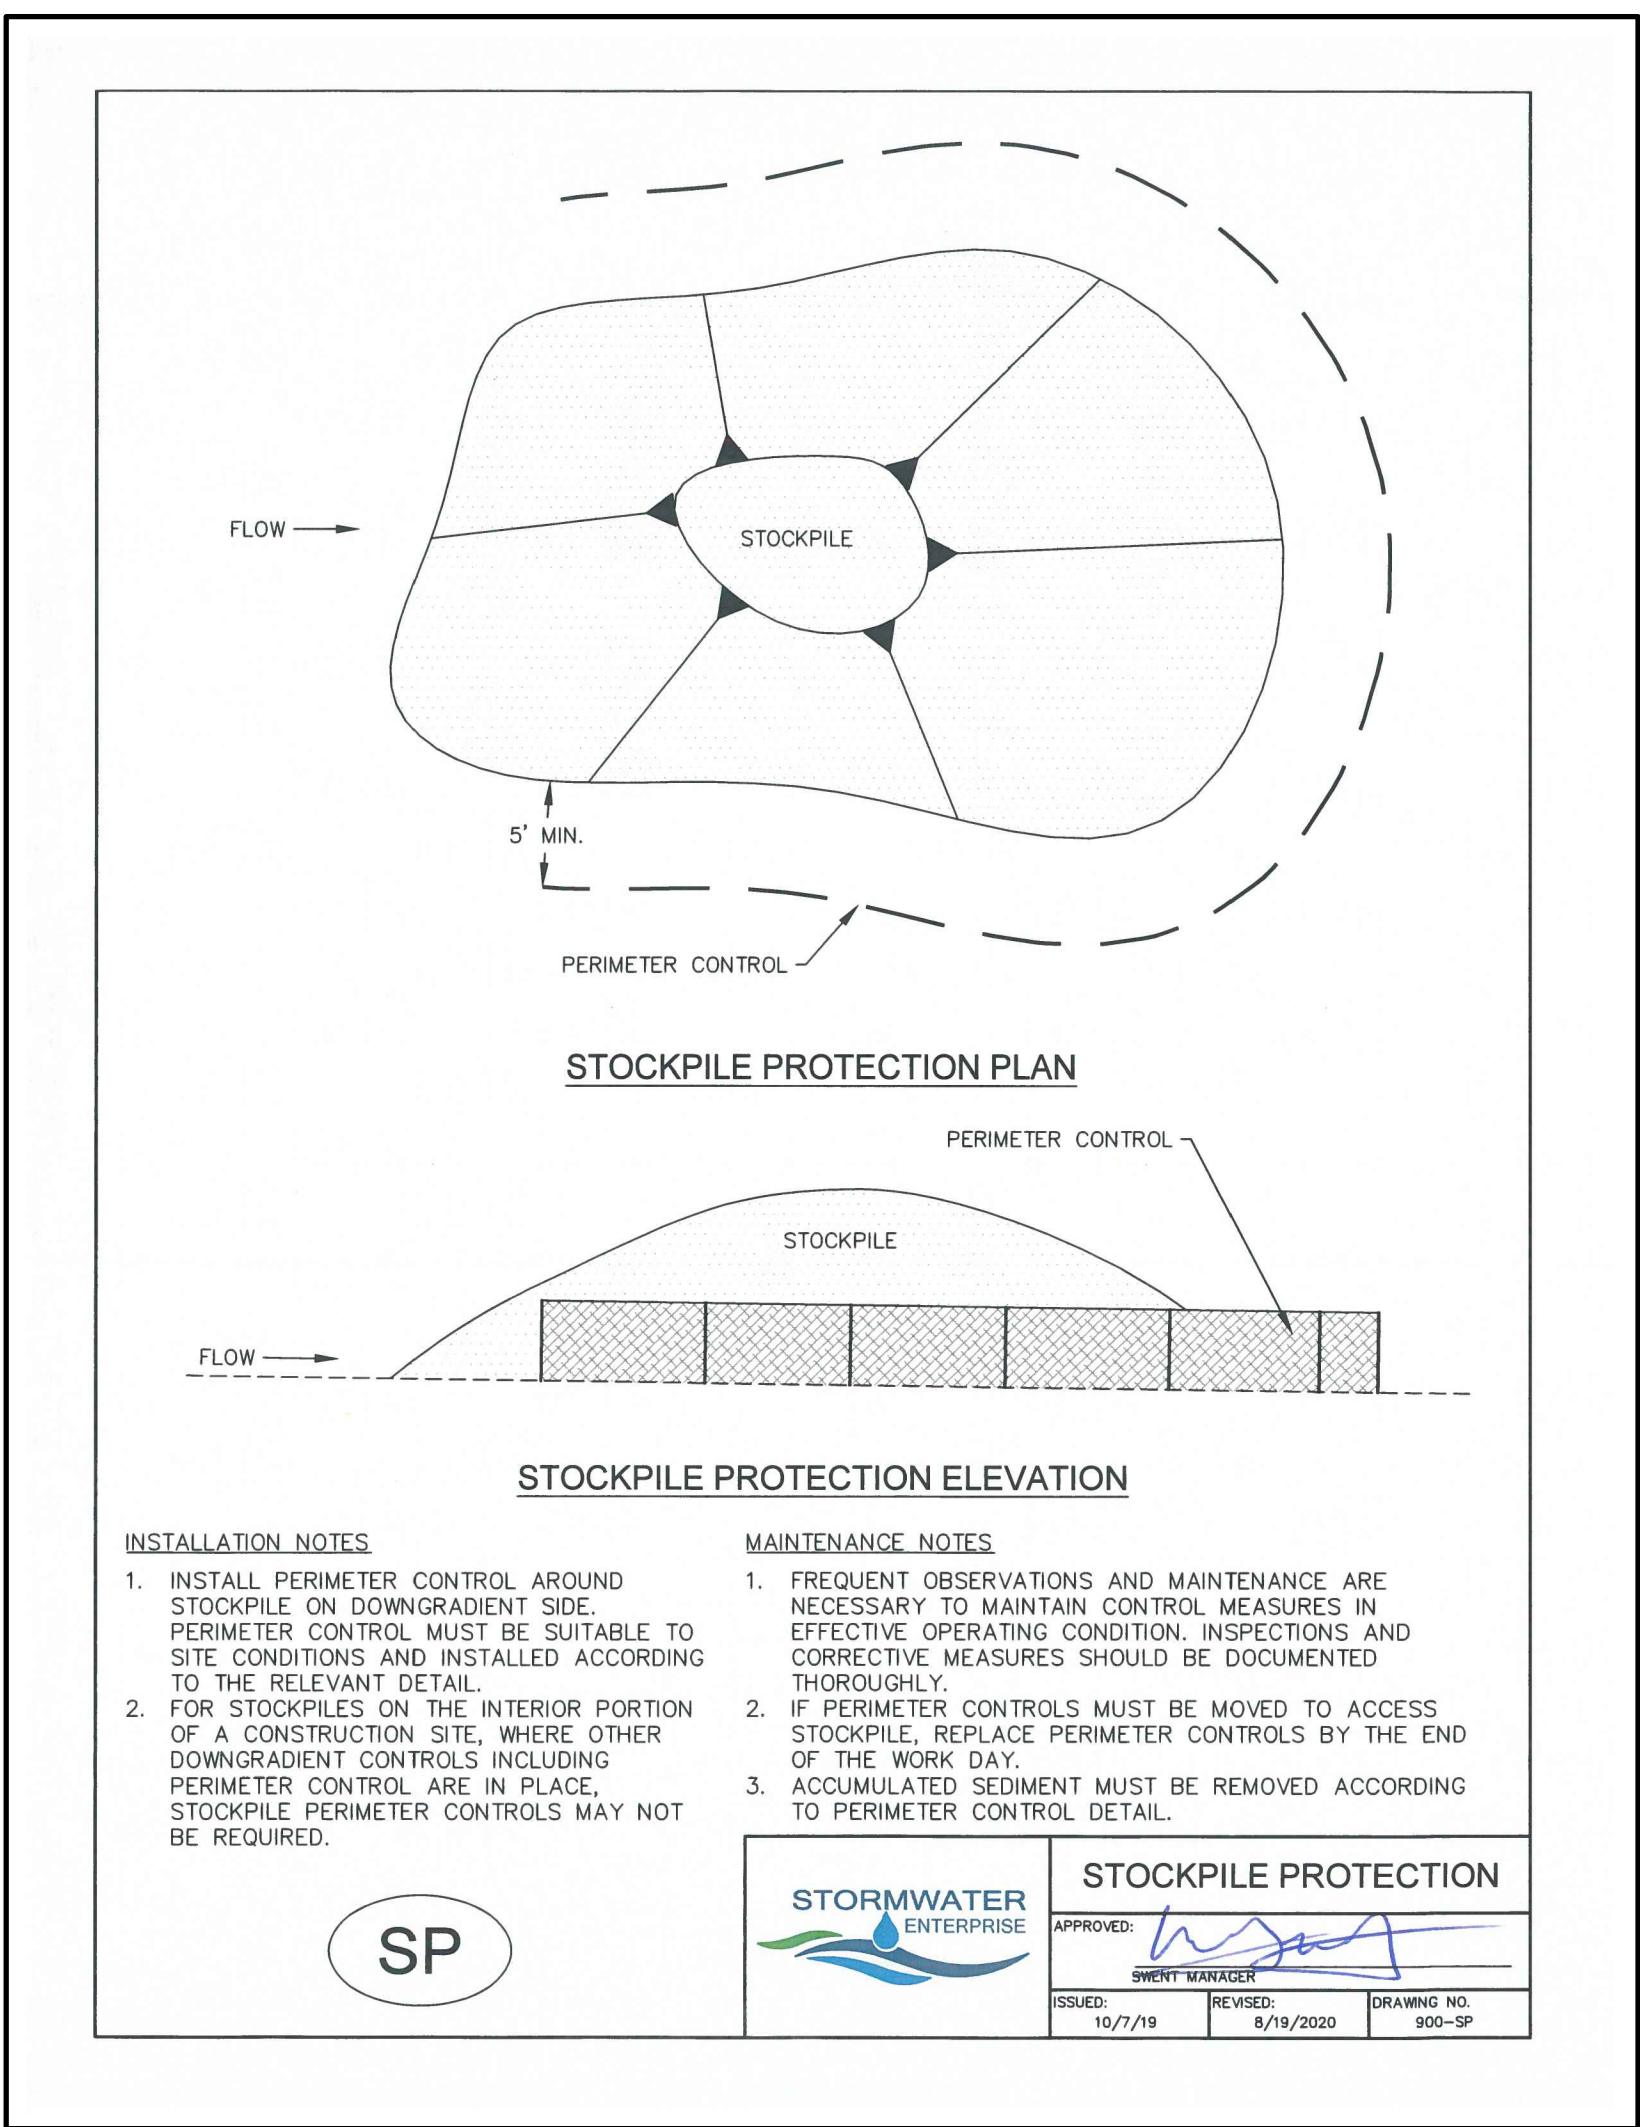 FLOW
STOCKPILE
5' MIN.
PERIMETER CONTROL
STOCKPILE PROTECTION PLAN
PERIMETER CONTROL
STOCKPILE
FLOW
STOCKPILE PROTECTION ELEVATION
INSTALLATION NOTES
1. INSTALL PERIMETER CONTROL AROUND
STOCKPILE ON DOWNGRADIENT SIDE.
PERIMETER CONTROL MUST BE SUITABLE TO
SITE CONDITIONS AND INSTALLED ACCORDING
TO THE RELEVANT DETAIL.
2. FOR STOCKPILES ON THE INTERIOR PORTION
OF A CONSTRUCTION SITE, WHERE OTHER
DOWNGRADIENT CONTROLS INCLUDING
PERIMETER CONTROL ARE IN PLACE,
STOCKPILE PERIMETER CONTROLS MAY NOT
BE REQUIRED.
MAINTENANCE NOTES
1. FREQUENT OBSERVATIONS AND MAINTENANCE ARE
NECESSARY TO MAINTAIN CONTROL MEASURES IN
EFFECTIVE OPERATING CONDITION. INSPECTIONS AND
CORRECTIVE MEASURES SHOULD BE DOCUMENTED
THOROUGHLY.
2. IF PERIMETER CONTROLS MUST BE MOVED TO ACCESS
STOCKPILE, REPLACE PERIMETER CONTROLS BY THE END
OF THE WORK DAY.
3. ACCUMULATED SEDIMENT MUST BE REMOVED ACCORDING
TO PERIMETER CONTROL DETAIL.
SP
STORMWATER
ENTERPRISE
STOCKPILE PROTECTION
APPROVED:
SWENT MANAGER
ISSUED:
10/7/19
REVISED:
8/19/2020
DRAWING NO.
900-SP